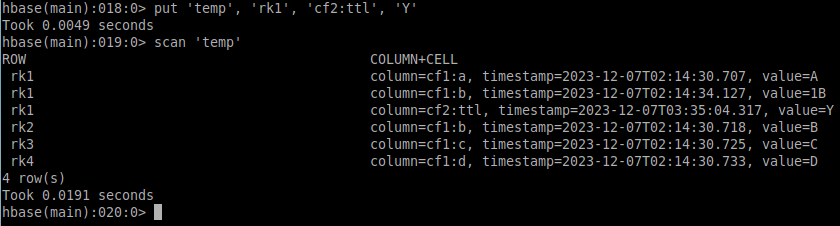 hbase(main):018:0> put 'temp', 'rk1', 'cf2:ttl', 'Y'
Took 0.0049 seconds
hbase(main):019:0> scan 'temp'
ROW                                          COLUMN+CELL
 rk1                                         column=cf1:a, timestamp=2023-12-07T02:14:30.707, value=A
 rk1                                         column=cf1:b, timestamp=2023-12-07T02:14:34.127, value=1B
 rk1                                         column=cf2:ttl, timestamp=2023-12-07T03:35:04.317, value=Y
 rk2                                         column=cf1:b, timestamp=2023-12-07T02:14:30.718, value=B
 rk3                                         column=cf1:c, timestamp=2023-12-07T02:14:30.725, value=C
 rk4                                         column=cf1:d, timestamp=2023-12-07T02:14:30.733, value=D
4 row(s)
Took 0.0191 seconds
hbase(main):020:0>